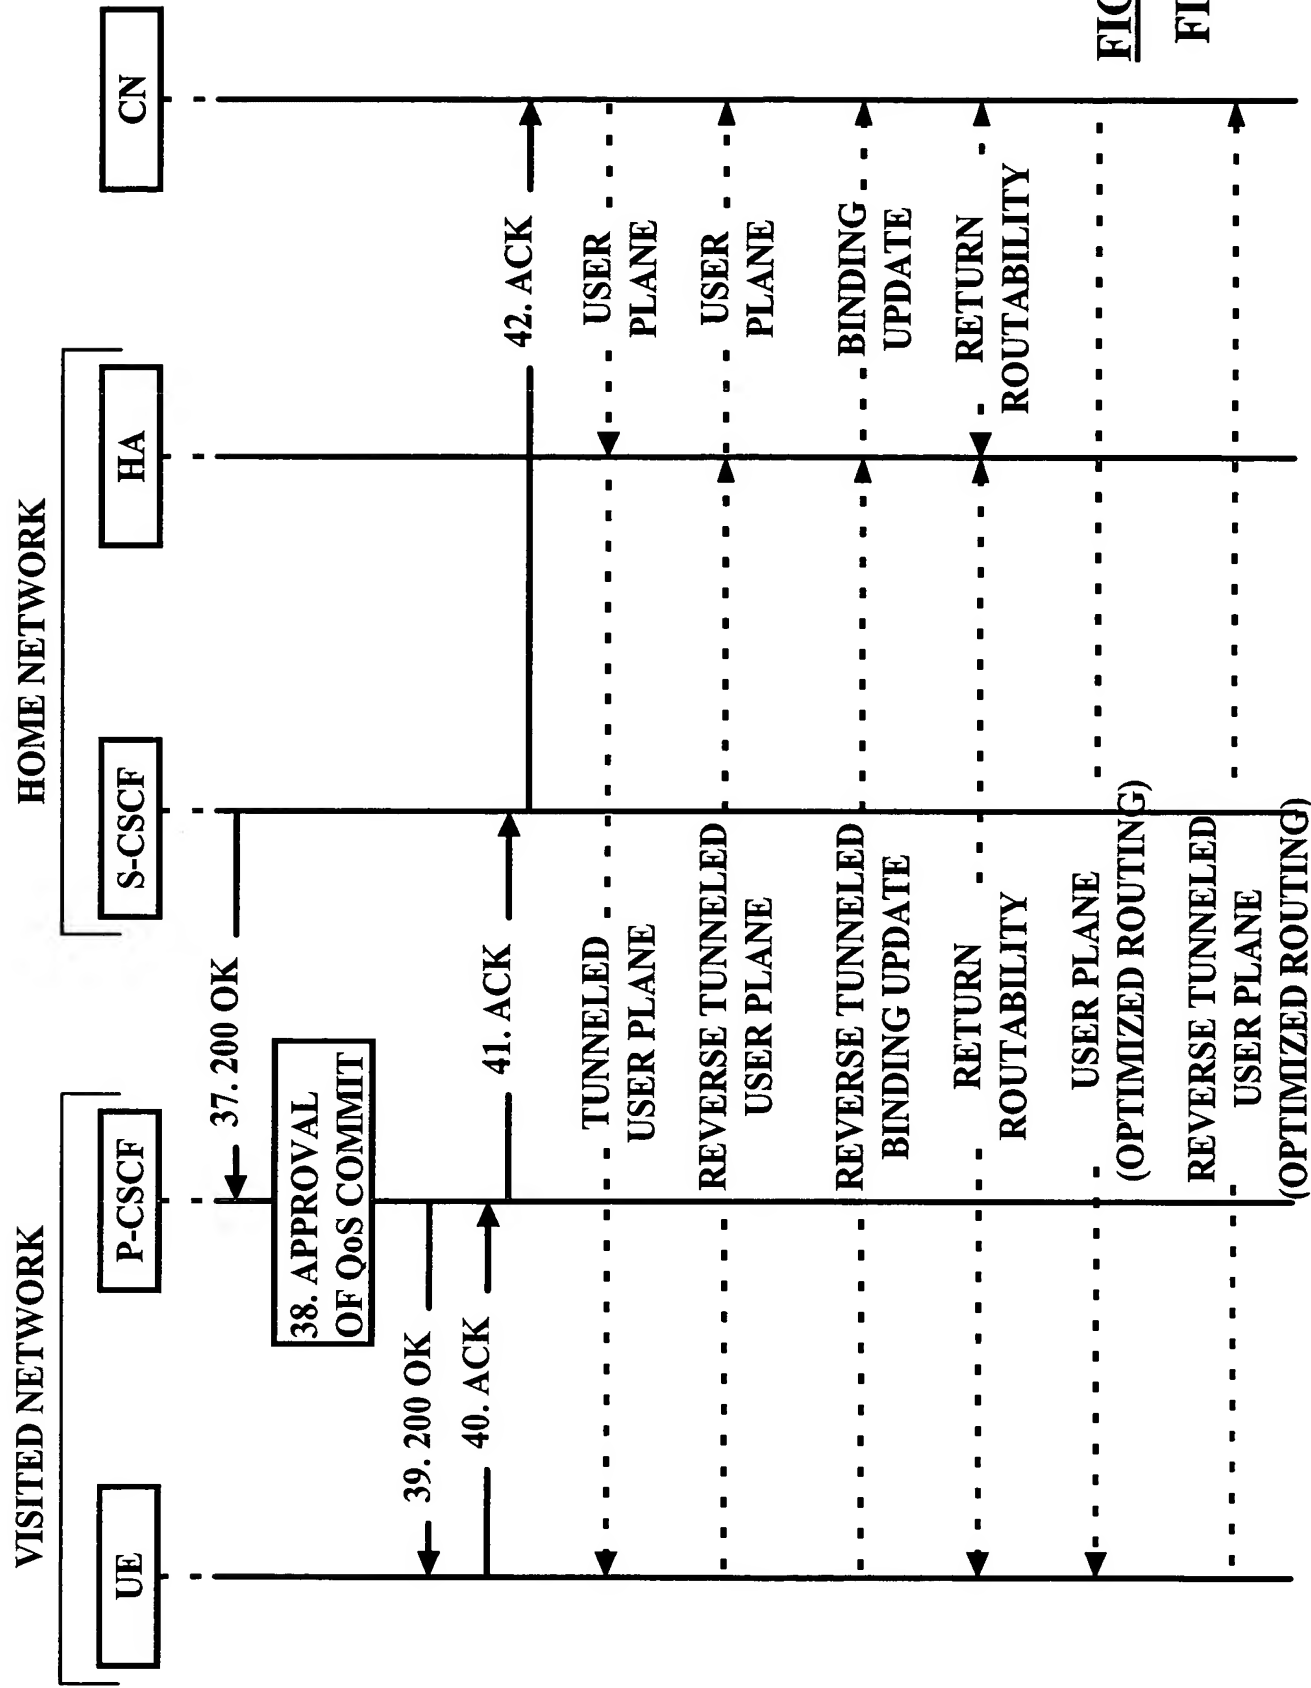 VISITED NETWORK
HOME NETWORK
UE
P-CSCF
S-CSCF
HA
CN
37. 200 OK
38. APPROVAL
OF QoS COMMIT
39. 200 OK
40. ACK
41. ACK
42. ACK
TUNNELED
USER PLANE
USER
PLANE
REVERSE TUNNELED
USER PLANE
USER
PLANE
REVERSE TUNNELED
BINDING UPDATE
BINDING
UPDATE
RETURN
ROUTABILITY
RETURN
ROUTABILITY
USER PLANE
(OPTIMIZED ROUTING)
REVERSE TUNNELED
USER PLANE
(OPTIMIZED ROUTING)